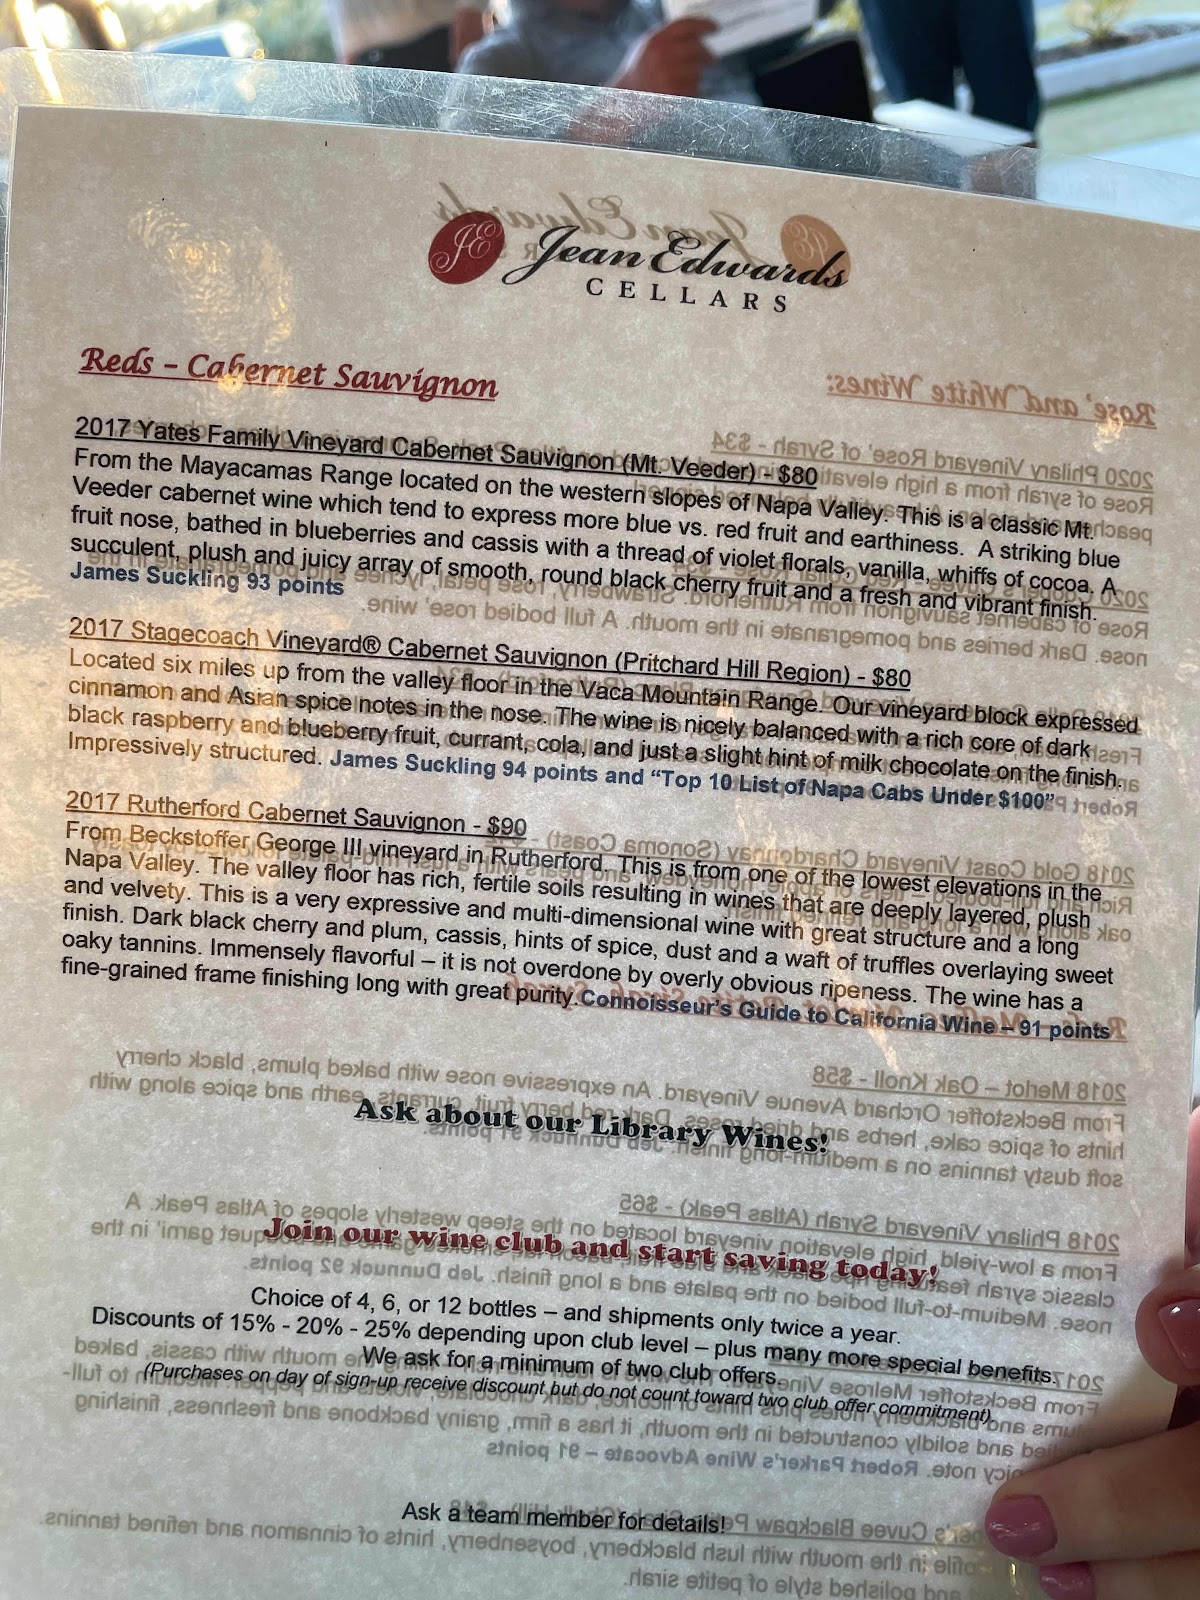 JE Jean Edwards
CELLARS
Reds – Cabernet Sauvignon
2017 Yates Family Vineyard Cabernet Sauvignon (Mt. Veeder) - $80
From the Mayacamas Range located on the western slopes of Napa Valley. This is a classic Mt.
Veeder cabernet wine which tend to express more blue vs. red fruit and earthiness. A striking blue
fruit nose, bathed in blueberries and cassis with a thread of violet florals, vanilla, whiffs of cocoa. A
succulent, plush and juicy array of smooth, round black cherry fruit and a fresh and vibrant finish.
James Suckling 93 points
2017 Stagecoach Vineyard® Cabernet Sauvignon (Pritchard Hill Region) - $80
Located six miles up from the valley floor in the Vaca Mountain Range. Our vineyard block expressed
cinnamon and Asian spice notes in the nose. The wine is nicely balanced with a rich core of dark
black raspberry and blueberry fruit, currant, cola, and just a slight hint of milk chocolate on the finish.
Impressively structured. James Suckling 94 points and “Top 10 List of Napa Cabs Under $100”
2017 Rutherford Cabernet Sauvignon - $90
From Beckstoffer George III vineyard in Rutherford. This is from one of the lowest elevations in the
Napa Valley. The valley floor has rich, fertile soils resulting in wines that are deeply layered, plush
and velvety. This is a very expressive and multi-dimensional wine with great structure and a long
finish. Dark black cherry and plum, cassis, hints of spice, dust and a waft of truffles overlaying sweet
oaky tannins. Immensely flavorful – it is not overdone by overly obvious ripeness. The wine has a
fine-grained frame finishing long with great purity. Connoisseur’s Guide to California Wine – 91 points
Ask about our Library Wines!
Join our wine club and start saving today!
Choice of 4, 6, or 12 bottles – and shipments only twice a year.
Discounts of 15% - 20% - 25% depending upon club level – plus many more special benefits.
We ask for a minimum of two club offers.
(Purchases on day of sign-up receive discount but do not count toward two club offer commitment)
Ask a team member for details!